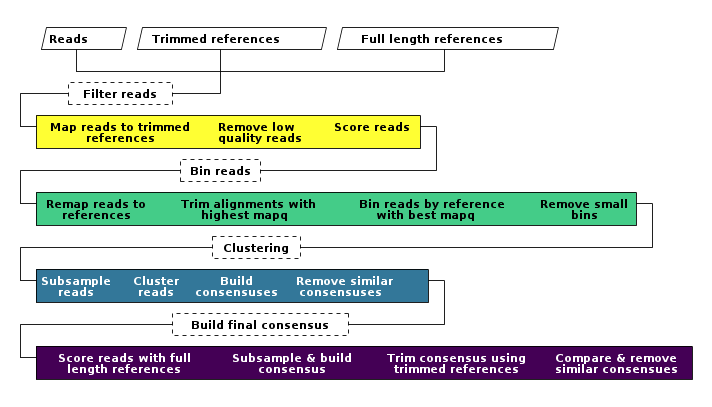 Reads Trimmed references Full length references
Filter reads
Map reads to trimmed
references
Remove low
quality reads
Score reads
Bin reads
Remap reads to
references
Trim alignments with
highest mapq
Bin reads by reference
with best mapq
Remove small
bins
Clustering
Subsample
reads
Cluster
reads
Build
consensuses
Remove similar
consensuses
Build final consensus
Score reads with full
length references
Subsample & build
consensus
Trim consensus using
trimmed references
Compare & remove
similar consensues